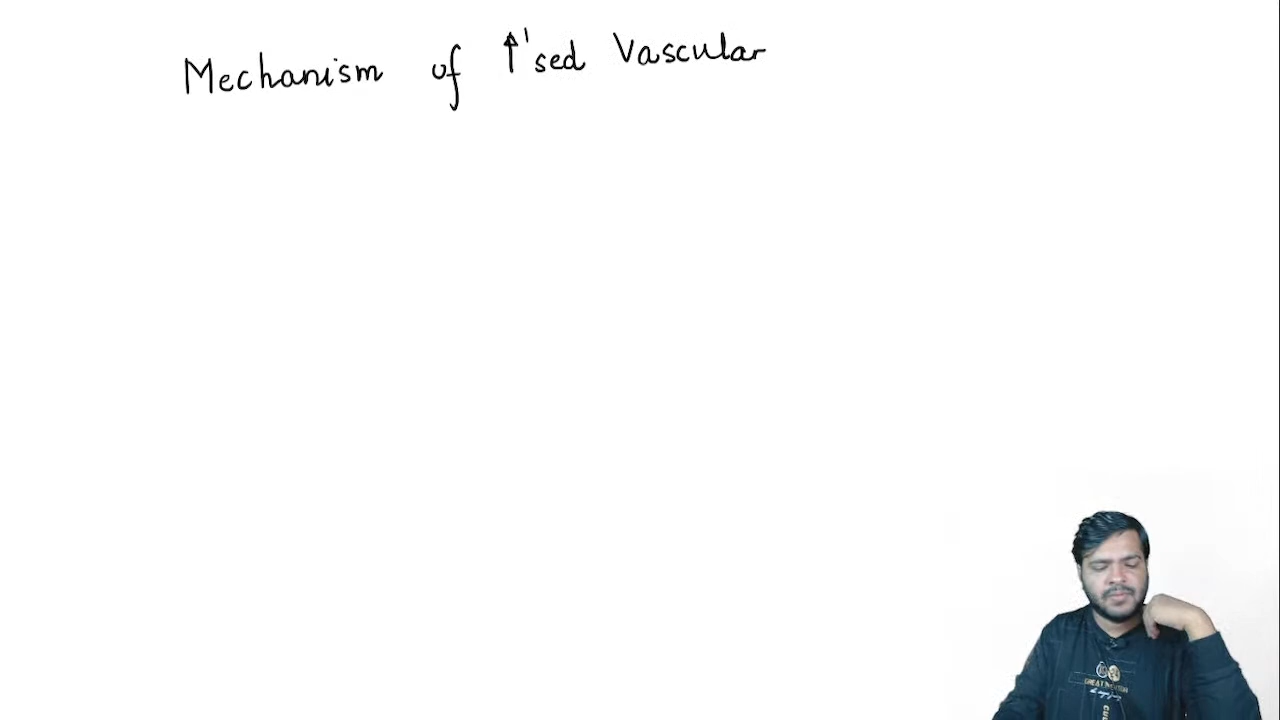 Mechanism of ↑'sed Vascular